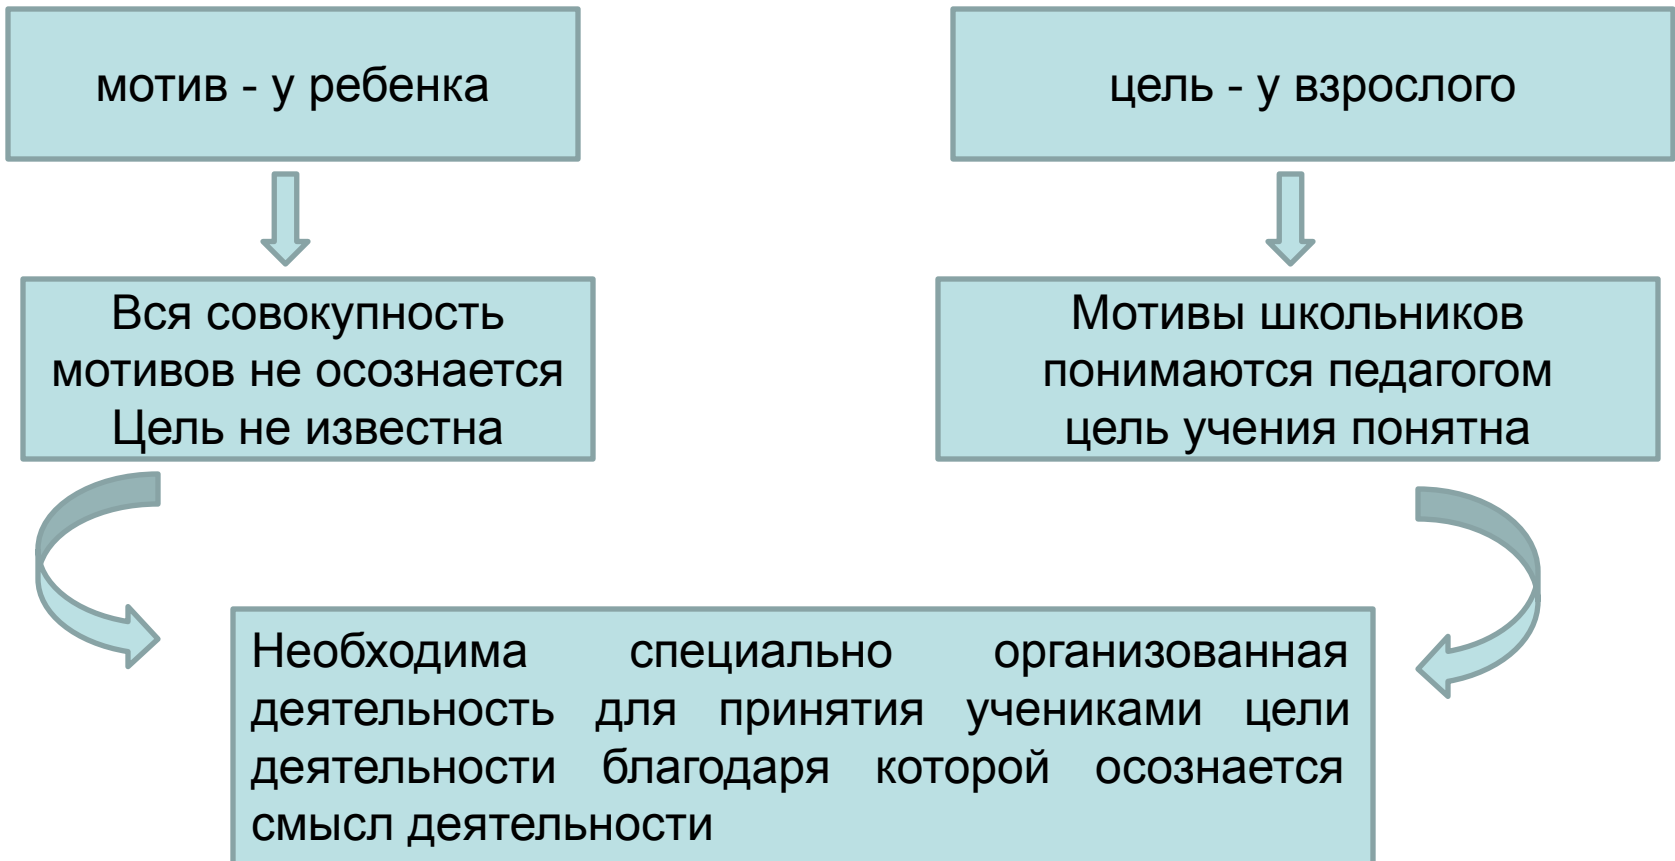 мотив - у ребенка
цель - у взрослого
Вся совокупность
мотивов не осознается
Цель не известна
Мотивы школьников
понимаются педагогом
цель учения понятна
Необходима специально организованная
деятельность для принятия учениками цели
деятельности благодаря которой осознается
смысл деятельности